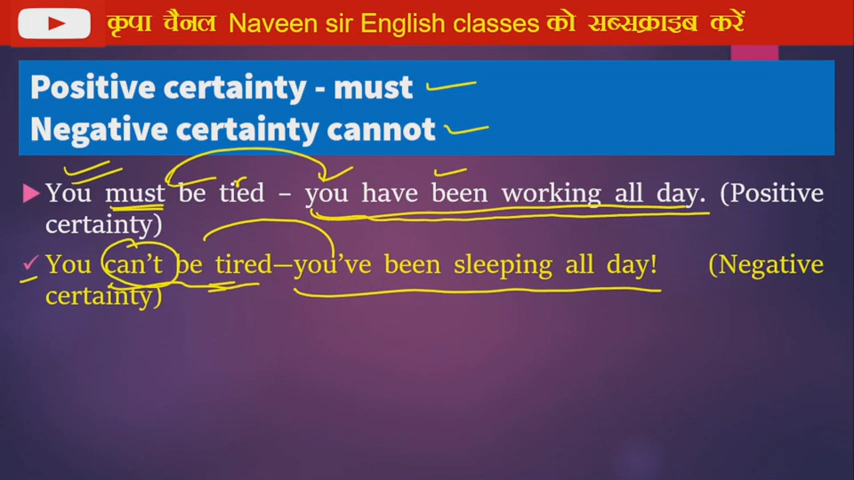 कृपा चैनल Naveen sir English classes को सब्सक्राइब करें
Positive certainty - must
Negative certainty cannot
You must be tied – you have been working all day. (Positive
certainty)
You can't be tired—you've been sleeping all day! (Negative
certainty)